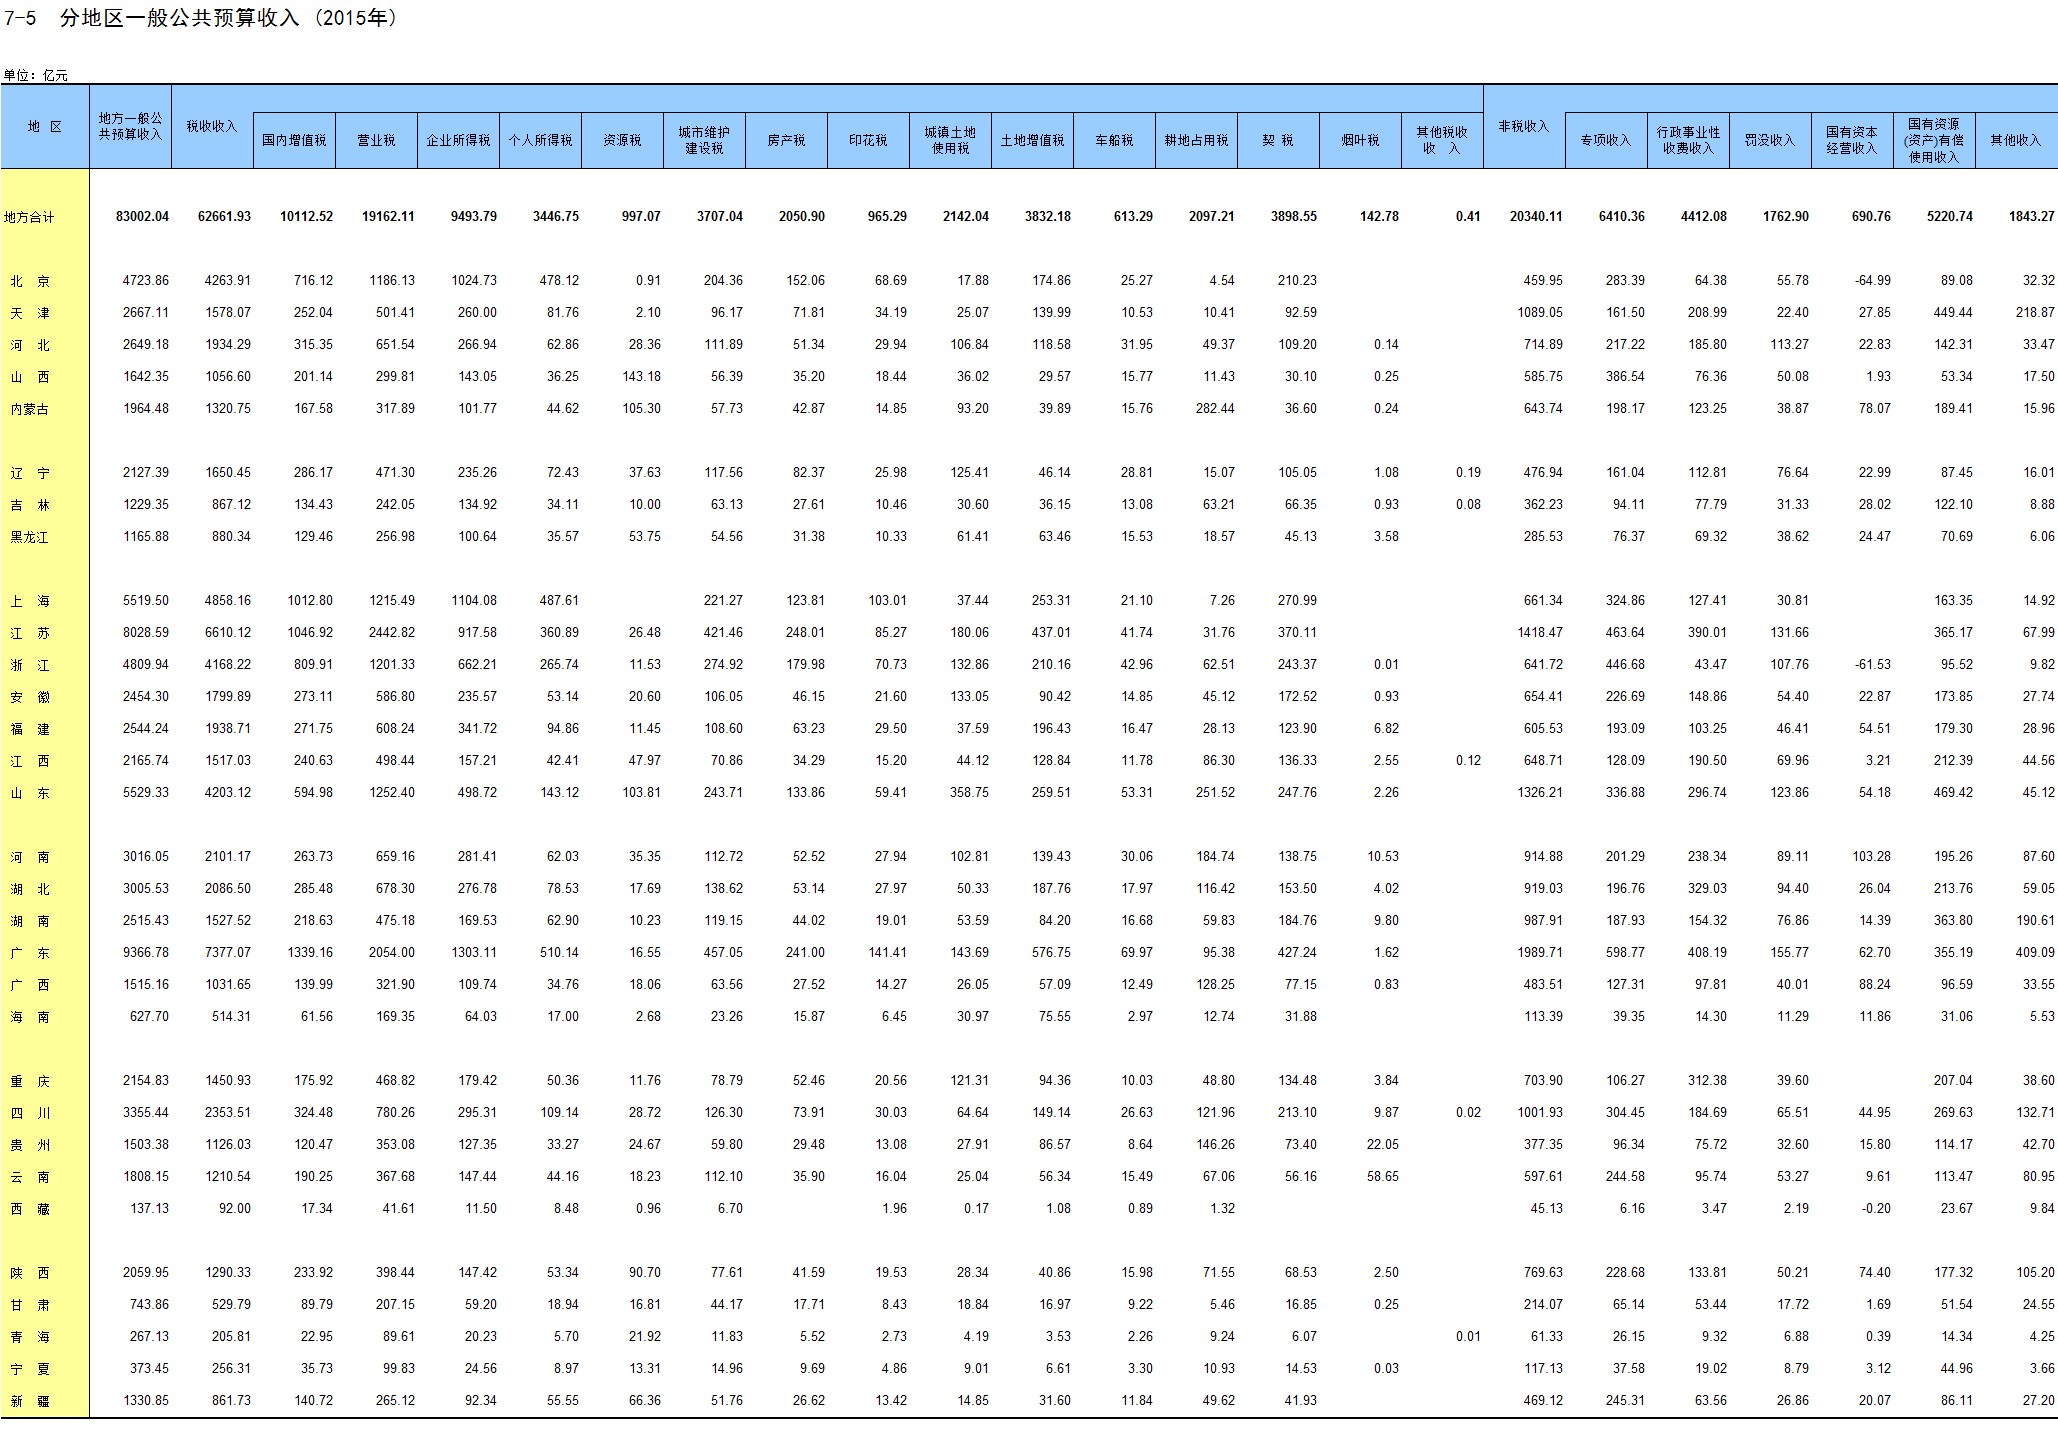 7-5 分地区一般公共预算收入 (2015年)
单位: 亿元
地 区 地方一般公共预算收入 税收收入 国内增值税 营业税 企业所得税 个人所得税 资源税 城市维护建设税 房产税 印花税 城镇土地使用税 土地增值税 车船税 耕地占用税 契 税 烟叶税 其他税收收 入 非税收入 专项收入 行政事业性收费收入 罚没收入 国有资本经营收入 国有资源(资产)有偿使用收入 其他收入
地方合计 83002.04 62661.93 10112.52 19162.11 9493.79 3446.75 997.07 3707.04 2050.90 965.29 2142.04 3832.18 613.29 2097.21 3898.55 142.78 0.41 20340.11 6410.36 4412.08 1762.90 690.76 5220.74 1843.27
北 京 4723.86 4263.91 716.12 1186.13 1024.73 478.12 0.91 204.36 152.06 68.69 17.88 174.86 25.27 4.54 210.23 459.95 283.39 64.38 55.78 -64.99 89.08 32.32
天 津 2667.11 1578.07 252.04 501.41 260.00 81.76 2.10 96.17 71.81 34.19 25.07 139.99 10.53 10.41 92.59 1089.05 161.50 208.99 22.40 27.85 449.44 218.87
河 北 2649.18 1934.29 315.35 651.54 266.94 62.86 28.36 111.89 51.34 29.94 106.84 118.58 31.95 49.37 109.20 0.14 714.89 217.22 185.80 113.27 22.83 142.31 33.47
山 西 1642.35 1056.60 201.14 299.81 143.05 36.25 143.18 56.39 35.20 18.44 36.02 29.57 15.77 11.43 30.10 0.25 585.75 386.54 76.36 50.08 1.93 53.34 17.50
内蒙古 1964.48 1320.75 167.58 317.89 101.77 44.62 105.30 57.73 42.87 14.85 93.20 39.89 15.76 282.44 36.60 0.24 643.74 198.17 123.25 38.87 78.07 189.41 15.96
辽 宁 2127.39 1650.45 286.17 471.30 235.26 72.43 37.63 117.56 82.37 25.98 125.41 46.14 28.81 15.07 105.05 1.08 0.19 476.94 161.04 112.81 76.64 22.99 87.45 16.01
吉 林 1229.35 867.12 134.43 242.05 134.92 34.11 10.00 63.13 27.61 10.46 30.60 36.15 13.08 63.21 66.35 0.93 0.08 362.23 94.11 77.79 31.33 28.02 122.10 8.88
黑龙江 1165.88 880.34 129.46 256.98 100.64 35.57 53.75 54.56 31.38 10.33 61.41 63.46 15.53 18.57 45.13 3.58 285.53 76.37 69.32 38.62 24.47 70.69 6.06
上 海 5519.50 4858.16 1012.80 1215.49 1104.08 487.61 221.27 123.81 103.01 37.44 253.31 21.10 7.26 270.99 661.34 324.86 127.41 30.81 163.35 14.92
江 苏 8028.59 6610.12 1046.92 2442.82 917.58 360.89 26.48 421.46 248.01 85.27 180.06 437.01 41.74 31.76 370.11 1418.47 463.64 390.01 131.66 365.17 67.99
浙 江 4809.94 4168.22 809.91 1201.33 662.21 265.74 11.53 274.92 179.98 70.73 132.86 210.16 42.96 62.51 243.37 0.01 641.72 446.68 43.47 107.76 -61.53 95.52 9.82
安 徽 2454.30 1799.89 273.11 586.80 235.57 53.14 20.60 106.05 46.15 21.60 133.05 90.42 14.85 45.12 172.52 0.93 654.41 226.69 148.86 54.40 22.87 173.85 27.74
福 建 2544.24 1938.71 271.75 608.24 341.72 94.86 11.45 108.60 63.23 29.50 37.59 196.43 16.47 28.13 123.90 6.82 605.53 193.09 103.25 46.41 54.51 179.30 28.96
江 西 2165.74 1517.03 240.63 498.44 157.21 42.41 47.97 70.86 34.29 15.20 44.12 128.84 11.78 86.30 136.33 2.55 0.12 648.71 128.09 190.50 69.96 3.21 212.39 44.56
山 东 5529.33 4203.12 594.98 1252.40 498.72 143.12 103.81 243.71 133.86 59.41 358.75 259.51 53.31 251.52 247.76 2.26 1326.21 336.88 296.74 123.86 54.18 469.42 45.12
河 南 3016.05 2101.17 263.73 659.16 281.41 62.03 35.35 112.72 52.52 27.94 102.81 139.43 30.06 184.74 138.75 10.53 914.88 201.29 238.34 89.11 103.28 195.26 87.60
湖 北 3005.53 2086.50 285.48 678.30 276.78 78.53 17.69 138.62 53.14 27.97 50.33 187.76 17.97 116.42 153.50 4.02 919.03 196.76 329.03 94.40 26.04 213.76 59.05
湖 南 2515.43 1527.52 218.63 475.18 169.53 62.90 10.23 119.15 44.02 19.01 53.59 84.20 16.68 59.83 184.76 9.80 987.91 187.93 154.32 76.86 14.39 363.80 190.61
广 东 9366.78 7377.07 1339.16 2054.00 1303.11 510.14 16.55 457.05 241.00 141.41 143.69 576.75 69.97 95.38 427.24 1.62 1989.71 598.77 408.19 155.77 62.70 355.19 409.09
广 西 1515.16 1031.65 139.99 321.90 109.74 34.76 18.06 63.56 27.52 14.27 26.05 57.09 12.49 128.25 77.15 0.83 483.51 127.31 97.81 40.01 88.24 96.59 33.55
海 南 627.70 514.31 61.56 169.35 64.03 17.00 2.68 23.26 15.87 6.45 30.97 75.55 2.97 12.74 31.88 113.39 39.35 14.30 11.29 11.86 31.06 5.53
重 庆 2154.83 1450.93 175.92 468.82 179.42 50.36 11.76 78.79 52.46 20.56 121.31 94.36 10.03 48.80 134.48 3.84 703.90 106.27 312.38 39.60 207.04 38.60
四 川 3355.44 2353.51 324.48 780.26 295.31 109.14 28.72 126.30 73.91 30.03 64.64 149.14 26.63 121.96 213.10 9.87 0.02 1001.93 304.45 184.69 65.51 44.95 269.63 132.71
贵 州 1503.38 1126.03 120.47 353.08 127.35 33.27 24.67 59.80 29.48 13.08 27.91 86.57 8.64 146.26 73.40 22.05 377.35 96.34 75.72 32.60 15.80 114.17 42.70
云 南 1808.15 1210.54 190.25 367.68 147.44 44.16 18.23 112.10 35.90 16.04 25.04 56.34 15.49 67.06 56.16 58.65 597.61 244.58 95.74 53.27 9.61 113.47 80.95
西 藏 137.13 92.00 17.34 41.61 11.50 8.48 0.96 6.70 1.96 0.17 1.08 0.89 1.32 45.13 6.16 3.47 2.19 -0.20 23.67 9.84
陕 西 2059.95 1290.33 233.92 398.44 147.42 53.34 90.70 77.61 41.59 19.53 28.34 40.86 15.98 71.55 68.53 2.50 769.63 228.68 133.81 50.21 74.40 177.32 105.20
甘 肃 743.86 529.79 89.79 207.15 59.20 18.94 16.81 44.17 17.71 8.43 18.84 16.97 9.22 5.46 16.85 0.25 214.07 65.14 53.44 17.72 1.69 51.54 24.55
青 海 267.13 205.81 22.95 89.61 20.23 5.70 21.92 11.83 5.52 2.73 4.19 3.53 2.26 9.24 6.07 0.01 61.33 26.15 9.32 6.88 0.39 14.34 4.25
宁 夏 373.45 256.31 35.73 99.83 24.56 8.97 13.31 14.96 9.69 4.86 9.01 6.61 3.30 10.93 14.53 0.03 117.13 37.58 19.02 8.79 3.12 44.96 3.66
新 疆 1330.85 861.73 140.72 265.12 92.34 55.55 66.36 51.76 26.62 13.42 14.85 31.60 11.84 49.62 41.93 469.12 245.31 63.56 26.86 20.07 86.11 27.20